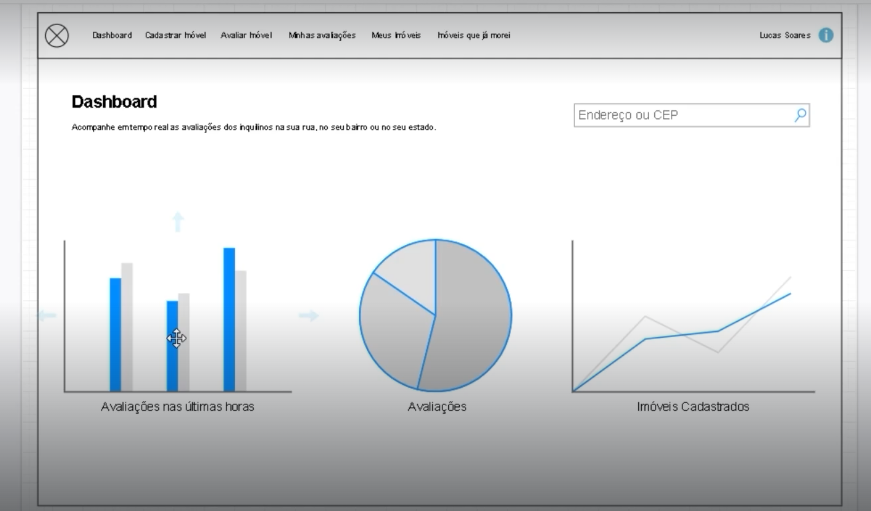 Dashboard Cadastrar Imóvel Avaliar Imóvel Minhas avaliações Meus Imóveis Imóveis que já morei Lucas Soares i
Dashboard
Endereço ou CEP
Acompanhe em tempo real as avaliações dos inquilinos na sua rua, no seu bairro ou no seu estado.
Avaliações nas últimas horas Avaliações Imóveis Cadastrados